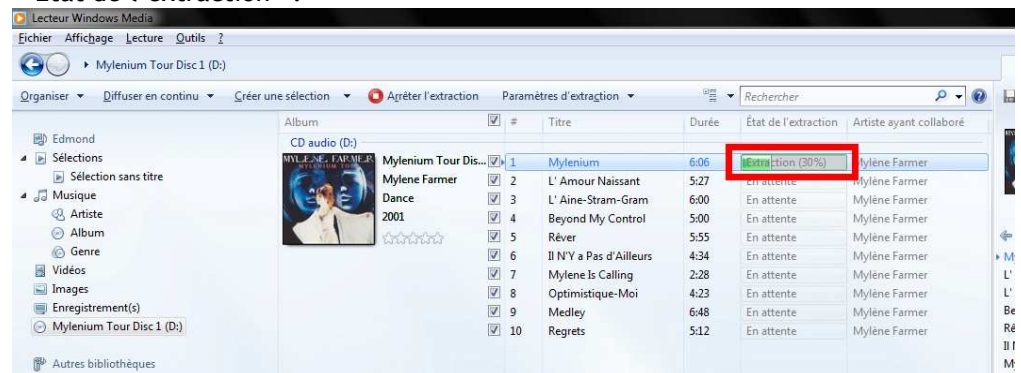 État de l'extraction » .
Lecteur Windows Media
Fichier Affichage Lecture Outils ?
Mylenium Tour Disc 1 (D:)
Organiser Diffuser en continu Créer une sélection Arrêter l'extraction Paramètres d'extraction Rechercher
Album # Titre Durée État de l'extraction Artiste ayant collaboré
CD audio (D:)
Edmond
Sélections
Sélection sans titre
Musique
Artiste
Album
Genre
Vidéos
Images
Enregistrement(s)
Mylenium Tour Disc 1 (D:)
Autres bibliothèques
MYLENE FARMER
MYLENIUM TOUR
Mylenium Tour Dis...
Mylene Farmer
Dance
2001
1 Mylenium 6:06 Extraction (30%) Mylène Farmer
2 L' Amour Naissant 5:27 En attente Mylène Farmer
3 L' Aine-Stram-Gram 6:00 En attente Mylène Farmer
4 Beyond My Control 5:00 En attente Mylène Farmer
5 Rêver 5:55 En attente Mylène Farmer
6 Il N'Y a Pas d'Ailleurs 4:34 En attente Mylène Farmer
7 Mylene Is Calling 2:28 En attente Mylène Farmer
8 Optimistique-Moi 4:23 En attente Mylène Farmer
9 Medley 6:48 En attente Mylène Farmer
10 Regrets 5:12 En attente Mylène Farmer
My
L'
L'
Be
Rê
Il N
My